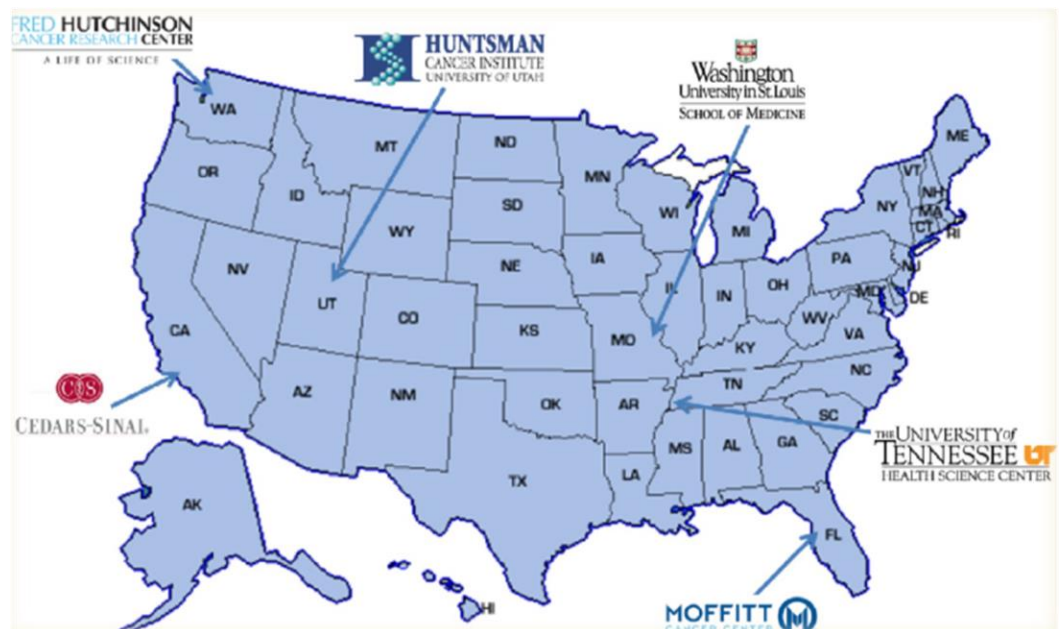 FRED HUTCHINSON
CANCER RESEARCH CENTER
A LIFE OF SCIENCE
HUNTSMAN
CANCER INSTITUTE
UNIVERSITY OF UTAH
Washington
University in St. Louis
SCHOOL OF MEDICINE
WA
OR
ID
MT
ND
MN
SD
WY
WI
MI
NY
VT
NH
ME
MA
CT
RI
NV
UT
CO
NE
IA
IL
IN
OH
PA
NJ
MD
DE
WV
VA
CA
AZ
NM
KS
MO
KY
OK
AR
TN
NC
SC
TX
LA
MS
AL
GA
FL
AK
HI
CS
CEDARS-SINAI
THE UNIVERSITY of
TENNESSEE UT
HEALTH SCIENCE CENTER
MOFFITT M
CANCER CENTER